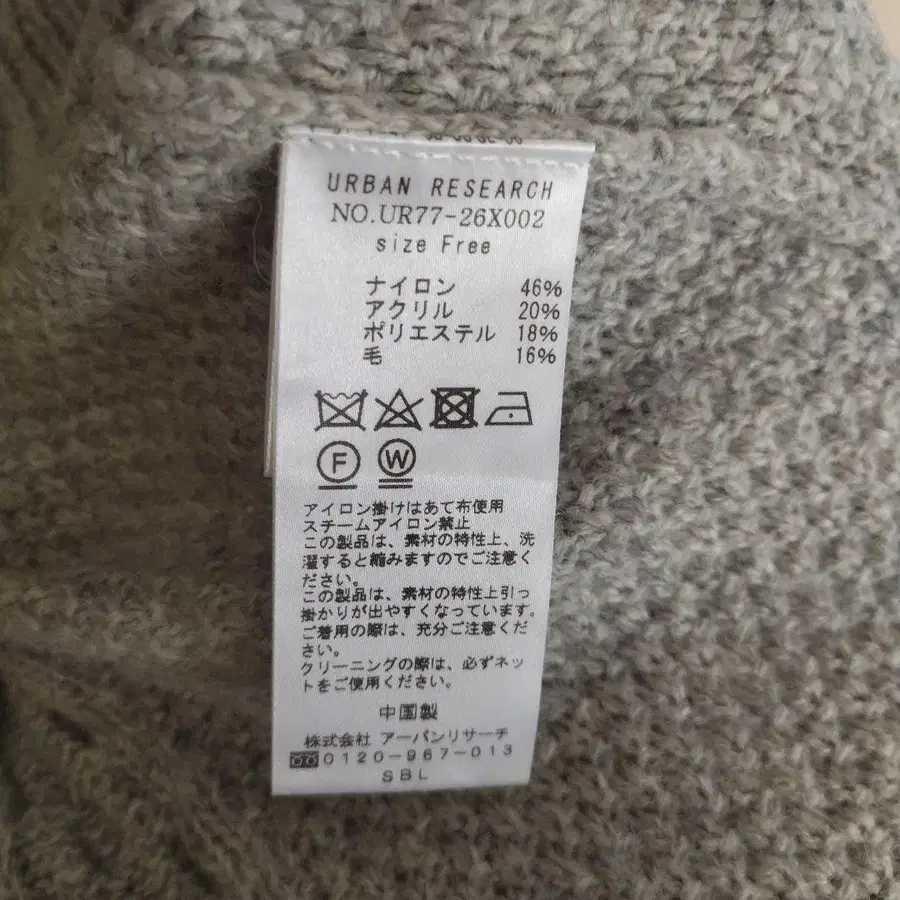 URBAN RESEARCH
NO.UR77-26X002
size Free
ナイロン 46%
アクリル 20%
ポリエステル 18%
毛 16%
F W
アイロン掛けはあて布使用
スチームアイロン禁止
この製品は、素材の特性上、洗
濯すると縮みますのでご注意く
ださい。
この製品は、素材の特性上引っ
掛かりが出やすくなっています。
ご着用の際は、充分ご注意くだ
さい。
クリーニングの際は、必ずネッ
トをご使用ください。
中国製
株式会社 アーバンリサーチ
0120-967-013
SBL